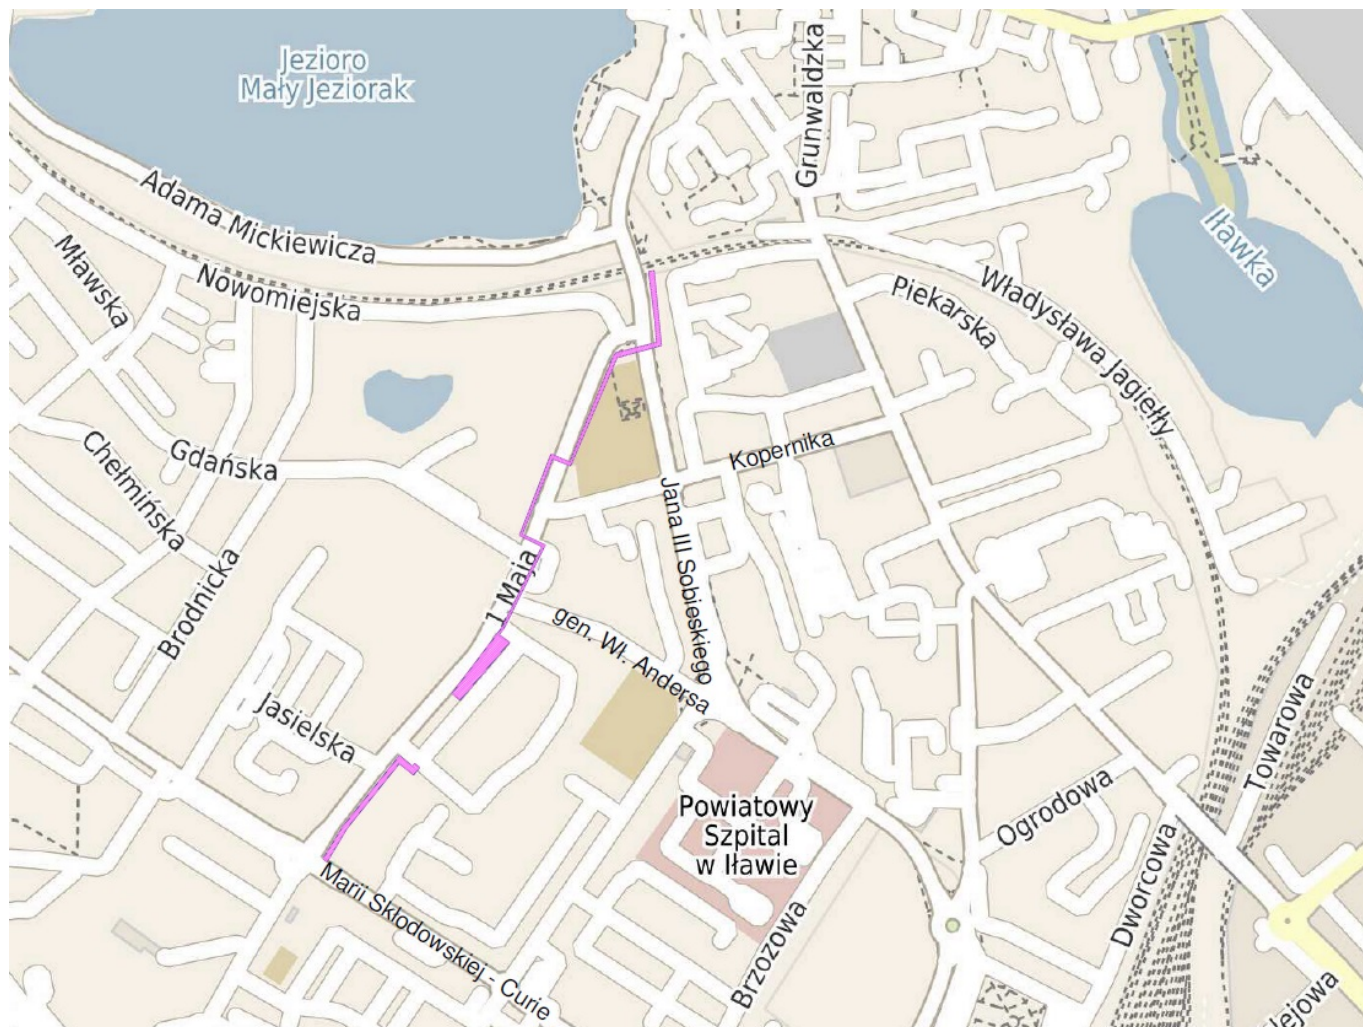 Jezioro
Mały Jeziorak
Grunwaldzka
Iławka
Adama Mickiewicza
Mławska
Nowomiejska
Piekarska
Władysława Jagiełły
Gdańska
Chełmińska
Kopernika
Jana III Sobieskiego
Brodnicka
1 Maja
gen. Wł. Andersa
Jasielska
Towarowa
Powiatowy
Szpital
w Iławie
Ogrodowa
Dworcowa
Marii Skłodowskiej - Curie
Brzozowa
lejowa